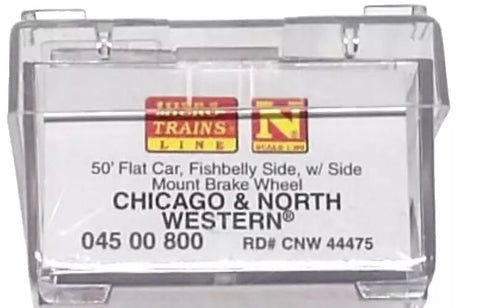 MICRO
TRAINS®
LINE
N
SCALE 1:160
50' Flat Car, Fishbelly Side, w/ Side
Mount Brake Wheel
CHICAGO & NORTH
WESTERN®
045 00 800 RD# CNW 44475